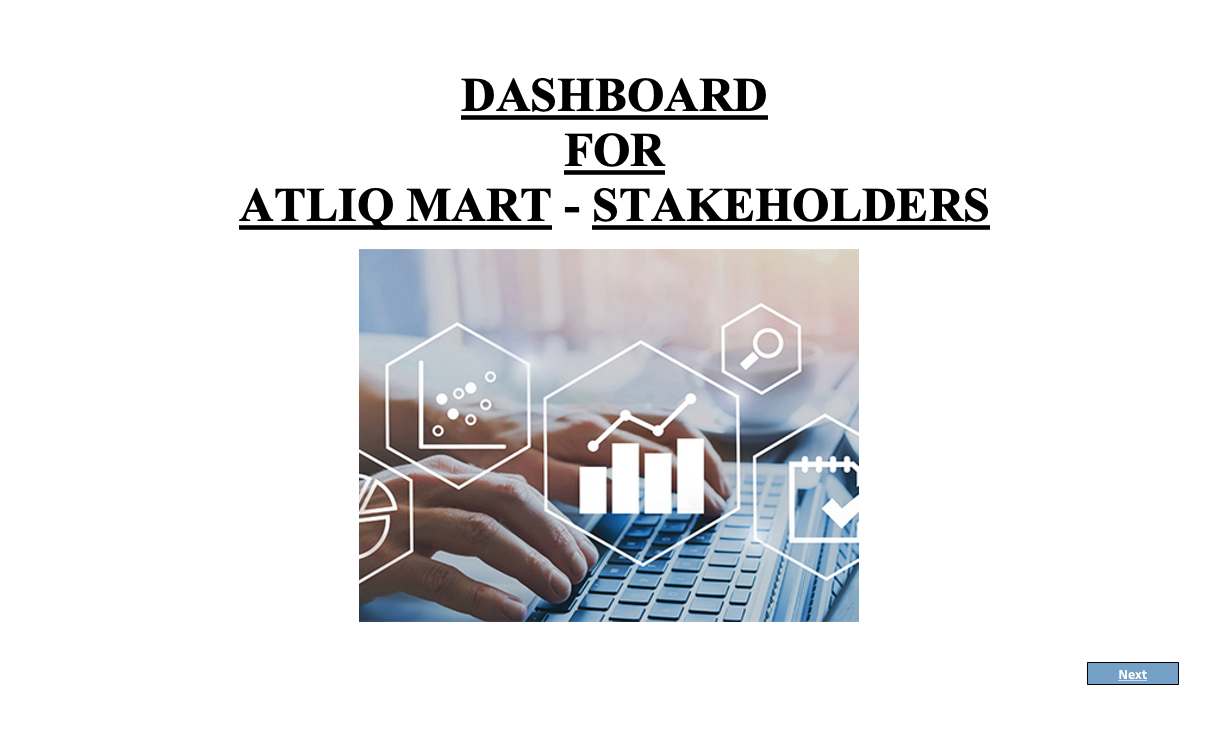 DASHBOARD
FOR
ATLIQ MART - STAKEHOLDERS
Next